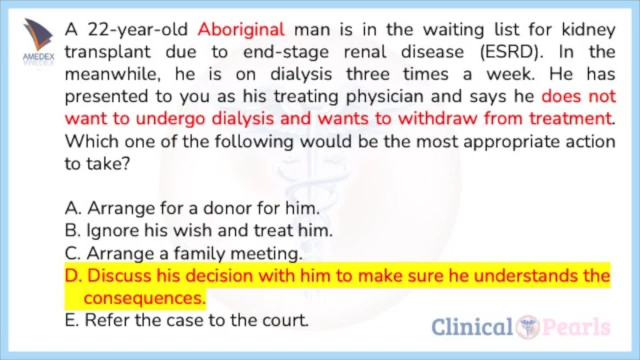 AMEDEX
A 22-year-old Aboriginal man is in the waiting list for kidney
transplant due to end-stage renal disease (ESRD). In the
meanwhile, he is on dialysis three times a week. He has
presented to you as his treating physician and says he does not
want to undergo dialysis and wants to withdraw from treatment.
Which one of the following would be the most appropriate action
to take?
A. Arrange for a donor for him.
B. Ignore his wish and treat him.
C. Arrange a family meeting.
D. Discuss his decision with him to make sure he understands the
consequences.
E. Refer the case to the court.
Clinical Pearls